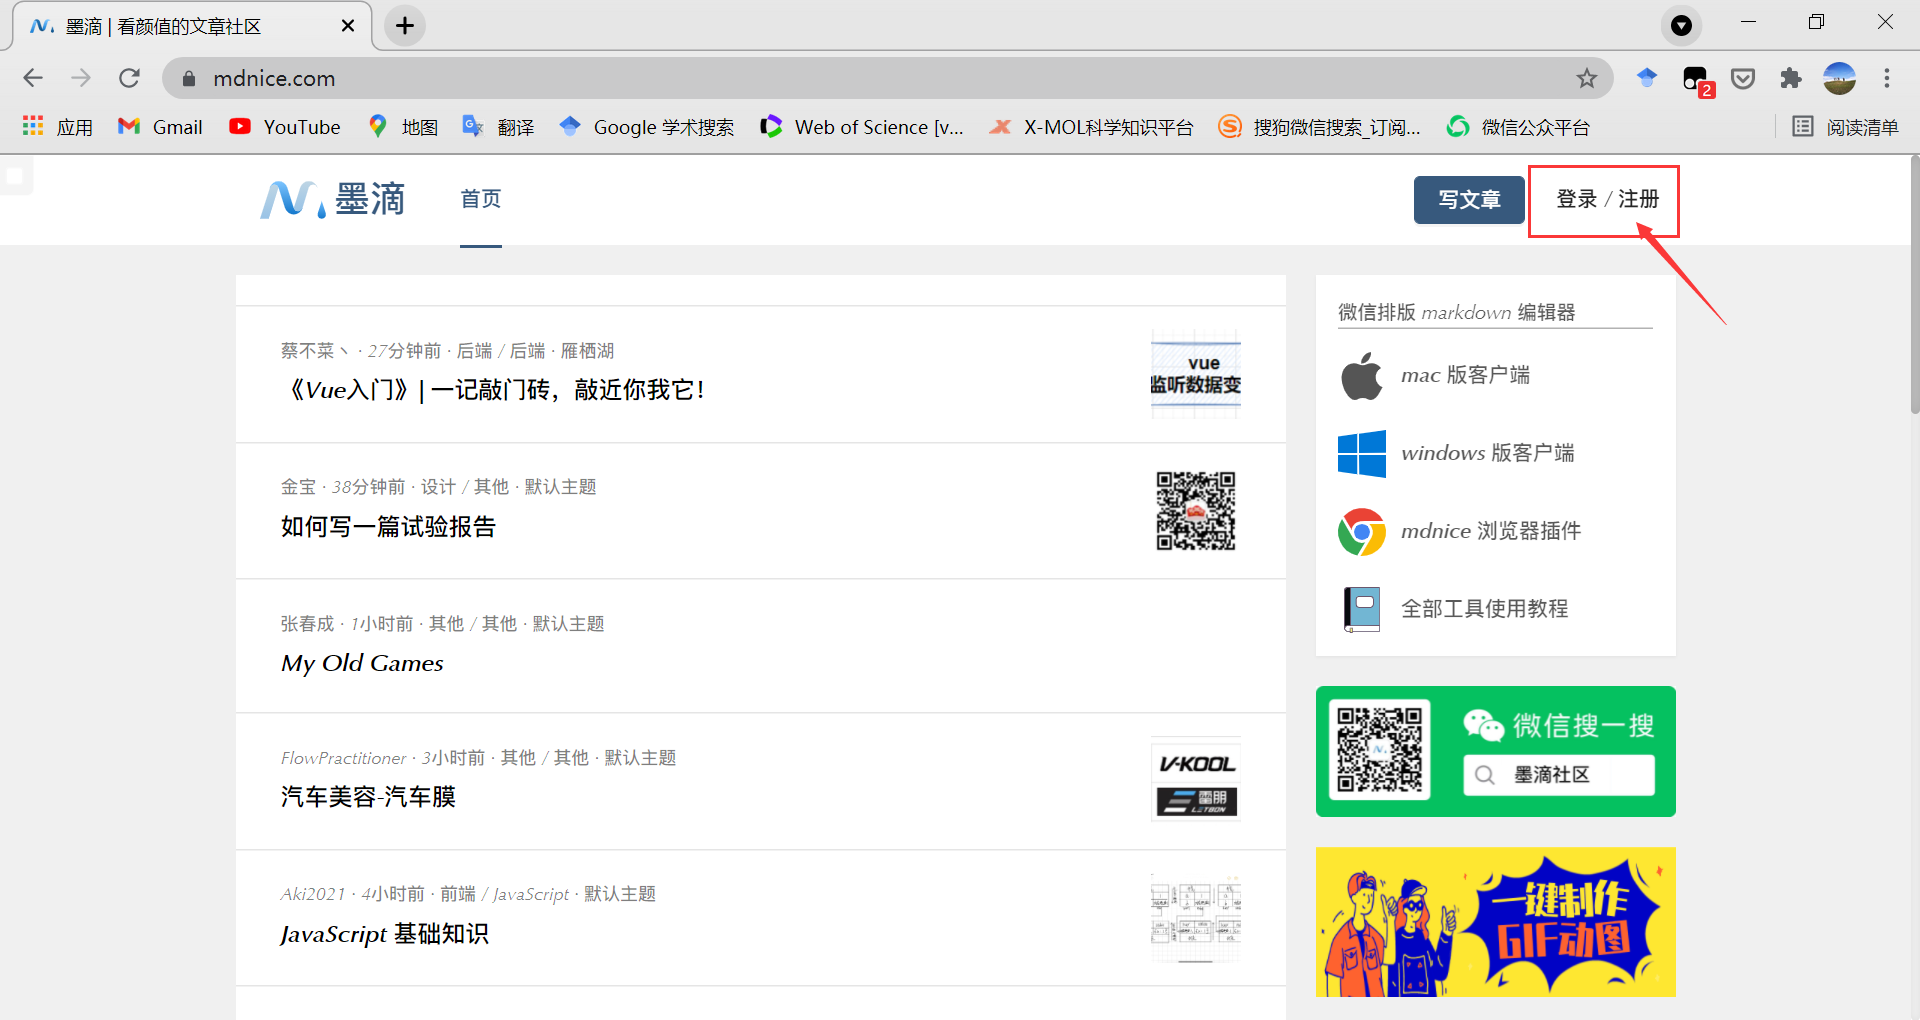 墨滴 | 看颜值的文章社区
mdnice.com
2
应用 Gmail YouTube 地图 翻译 Google 学术搜索 Web of Science [v... X-MOL科学知识平台 搜狗微信搜索_订阅... 微信公众平台 阅读清单
墨滴 首页 写文章 登录 / 注册
蔡不菜丶 · 27分钟前 · 后端 / 后端 · 雁栖湖
《Vue入门》| 一记敲门砖，敲近你我它！
vue
监听数据变
金宝 · 38分钟前 · 设计 / 其他 · 默认主题
如何写一篇试验报告
张春成 · 1小时前 · 其他 / 其他 · 默认主题
My Old Games
FlowPractitioner · 3小时前 · 其他 / 其他 · 默认主题
汽车美容-汽车膜
V-KOOL
雷朋
LETBON
Aki2021 · 4小时前 · 前端 / JavaScript · 默认主题
JavaScript 基础知识
微信排版 markdown 编辑器
mac 版客户端
windows 版客户端
mdnice 浏览器插件
全部工具使用教程
微信搜一搜
墨滴社区
一键制作
GIF动图